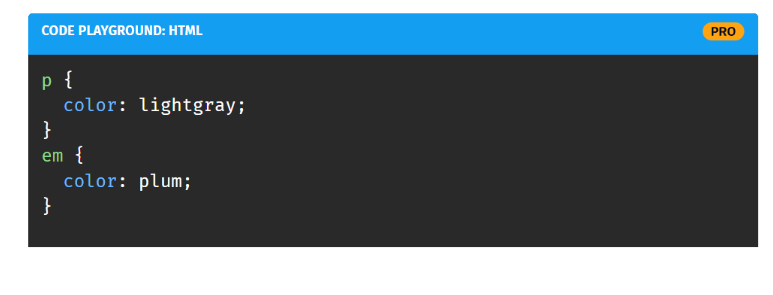 CODE PLAYGROUND: HTML
PRO
p {
  color: lightgray;
}
em {
  color: plum;
}